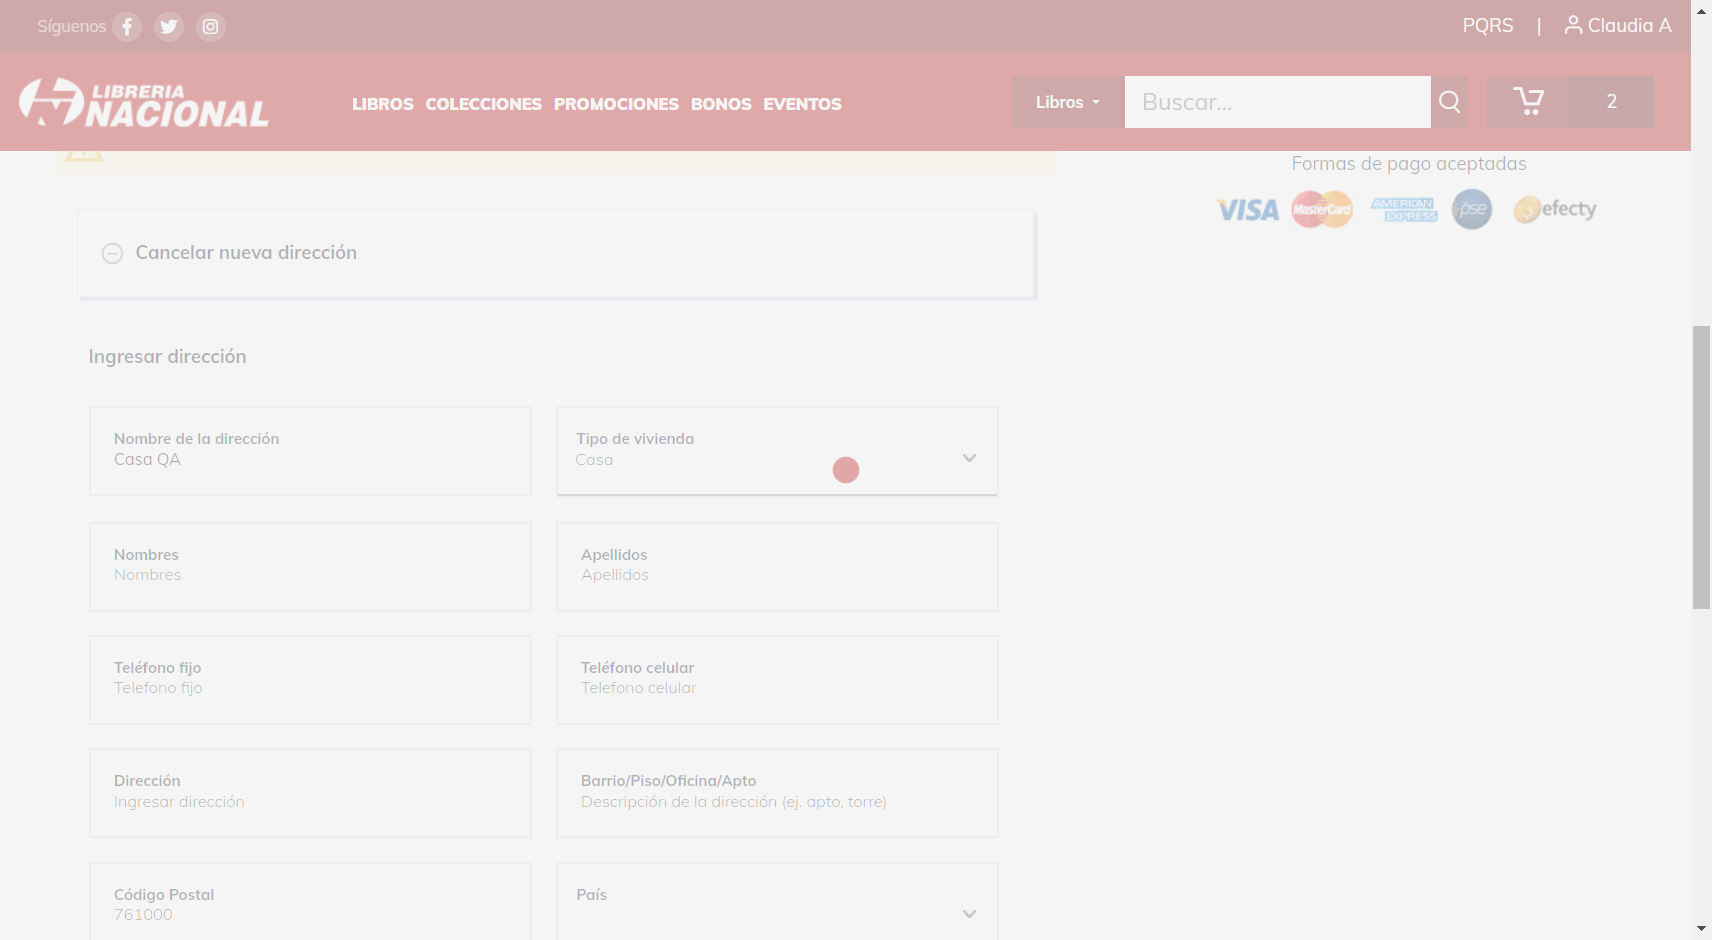 Síguenos
PQRS | Claudia A
LIBRERIA
NACIONAL
LIBROS COLECCIONES PROMOCIONES BONOS EVENTOS
Libros
Buscar...
2
Formas de pago aceptadas
VISA MasterCard AMERICAN EXPRESS pse efecty
Cancelar nueva dirección
Ingresar dirección
Nombre de la dirección
Casa QA
Tipo de vivienda
Casa
Nombres
Nombres
Apellidos
Apellidos
Teléfono fijo
Telefono fijo
Teléfono celular
Telefono celular
Dirección
Ingresar dirección
Barrio/Piso/Oficina/Apto
Descripción de la dirección (ej. apto, torre)
Código Postal
761000
País